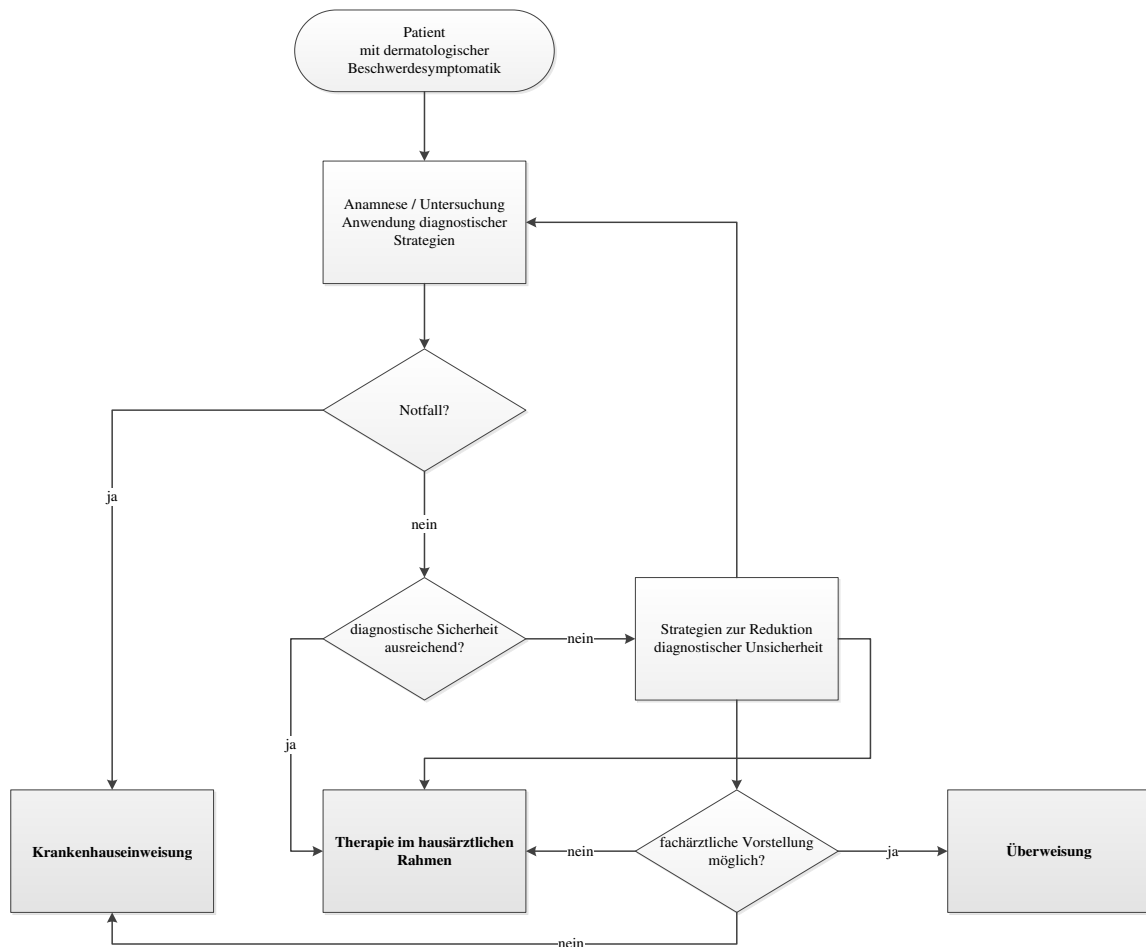 Patient
mit dermatologischer
Beschwerdesymptomatik
Anamnese / Untersuchung
Anwendung diagnostischer
Strategien
Notfall?
ja
nein
diagnostische Sicherheit
ausreichend?
nein
Strategien zur Reduktion
diagnostischer Unsicherheit
ja
Krankenhauseinweisung
Therapie im hausärztlichen
Rahmen
nein
fachärztliche Vorstellung
möglich?
ja
Überweisung
nein